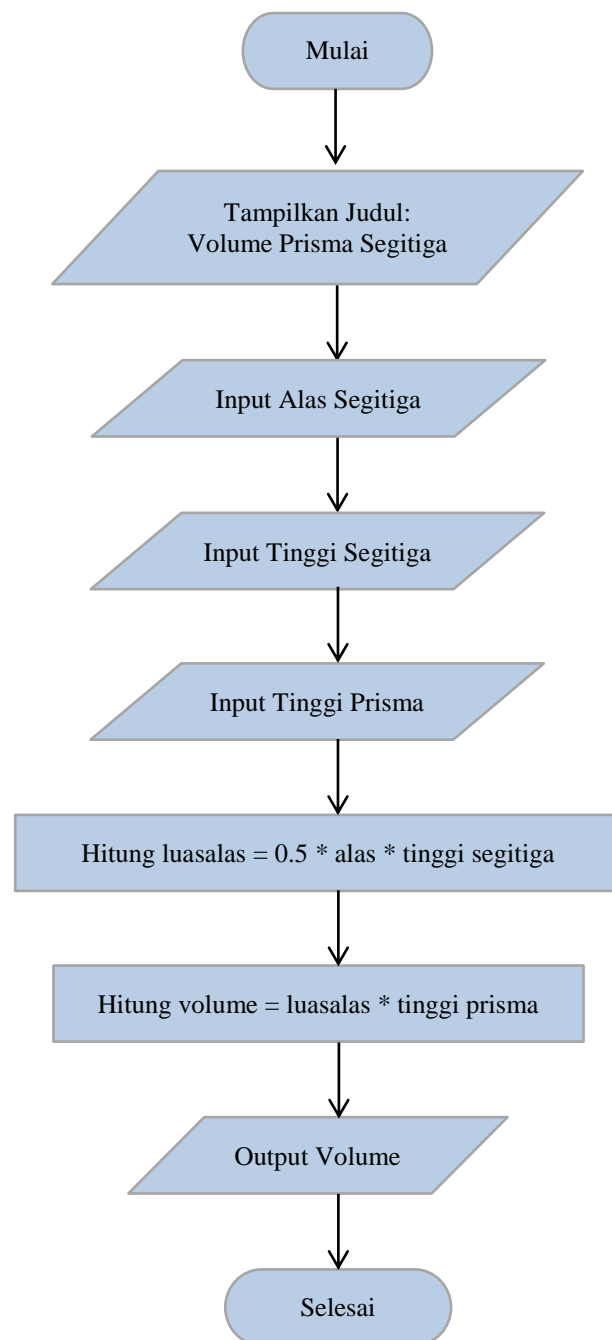 Mulai
Tampilkan Judul:
Volume Prisma Segitiga
Input Alas Segitiga
Input Tinggi Segitiga
Input Tinggi Prisma
Hitung luasalas = 0.5 * alas * tinggi segitiga
Hitung volume = luasalas * tinggi prisma
Output Volume
Selesai